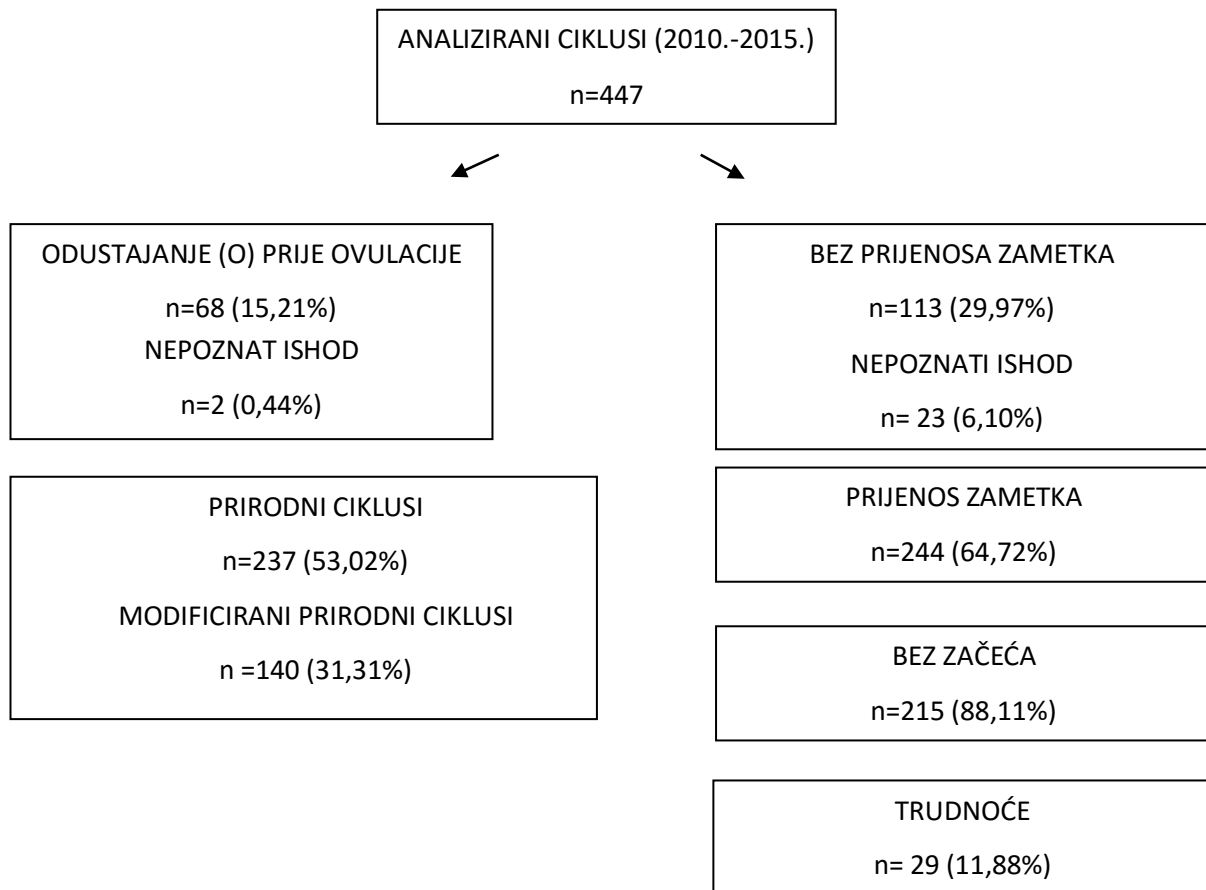 ANALIZIRANI CIKLUSI (2010.-2015.)
n=447
ODUSTAJANJE (O) PRIJE OVULACIJE
n=68 (15,21%)
NEPOZNAT ISHOD
n=2 (0,44%)
PRIRODNI CIKLUSI
n=237 (53,02%)
MODIFICIRANI PRIRODNI CIKLUSI
n =140 (31,31%)
BEZ PRIJENOSA ZAMETKA
n=113 (29,97%)
NEPOZNATI ISHOD
n= 23 (6,10%)
PRIJENOS ZAMETKA
n=244 (64,72%)
BEZ ZAČEĆA
n=215 (88,11%)
TRUDNOĆE
n= 29 (11,88%)